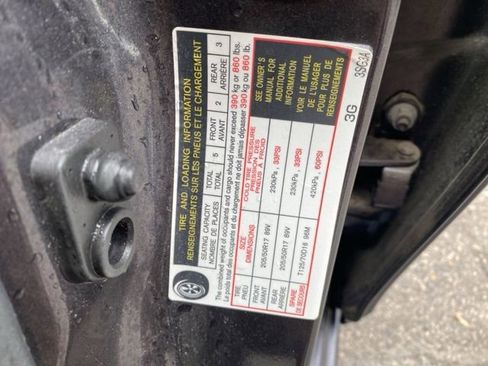 TIRE AND LOADING INFORMATION
RENSEIGNEMENTS SUR LES PNEUS ET LE CHARGEMENT
SEATING CAPACITY TOTAL 5 FRONT 2 REAR 3
NOMBRE DE PLACES TOTAL AVANT ARRIÈRE
The combined weight of occupants and cargo should never exceed 390 kg or 860 lbs.
Le poids total des occupants et du chargement ne doit jamais dépasser 390 kg ou 860 lb.
TIRE SIZE COLD TIRE PRESSURE
PNEU DIMENSIONS PRESSION DES PNEUS À FROID
FRONT AVANT 205/50R17 89V 230kPa , 33PSI
REAR ARRIÈRE 205/50R17 89V 230kPa , 33PSI
SPARE DE SECOURS T125/70D16 96M 420kPa , 60PSI
SEE OWNER'S
MANUAL FOR
ADDITIONAL
INFORMATION
VOIR LE MANUEL
DE L'USAGER
POUR PLUS DE
RENSEIGNEMENTS
3G